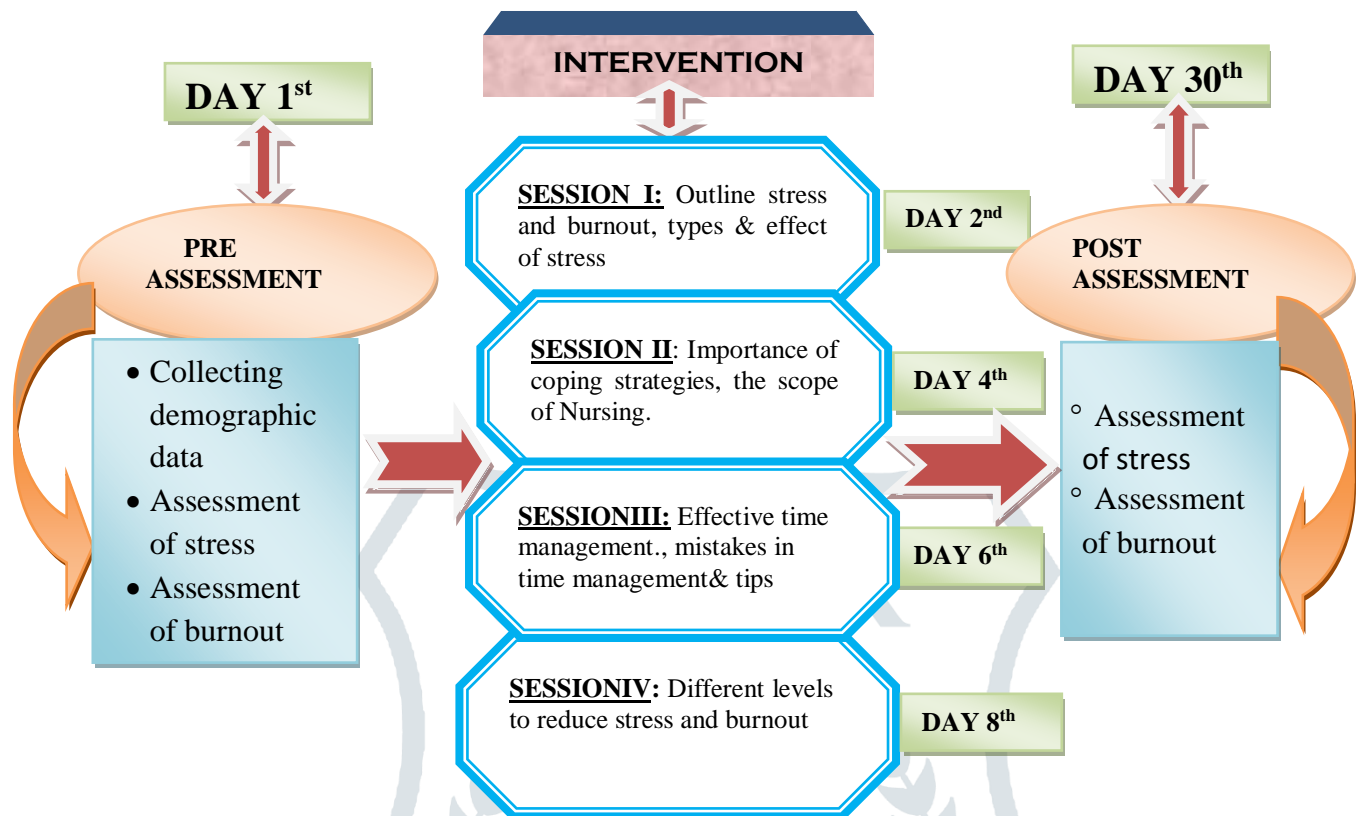 DAY 1st
PRE
ASSESSMENT
• Collecting
demographic
data
• Assessment
of stress
• Assessment
of burnout
INTERVENTION
SESSION I: Outline stress
and burnout, types & effect
of stress
DAY 2nd
SESSION II: Importance of
coping strategies, the scope
of Nursing.
DAY 4th
SESSIONIII: Effective time
management., mistakes in
time management& tips
DAY 6th
SESSIONIV: Different levels
to reduce stress and burnout
DAY 8th
DAY 30th
POST
ASSESSMENT
° Assessment
of stress
° Assessment
of burnout